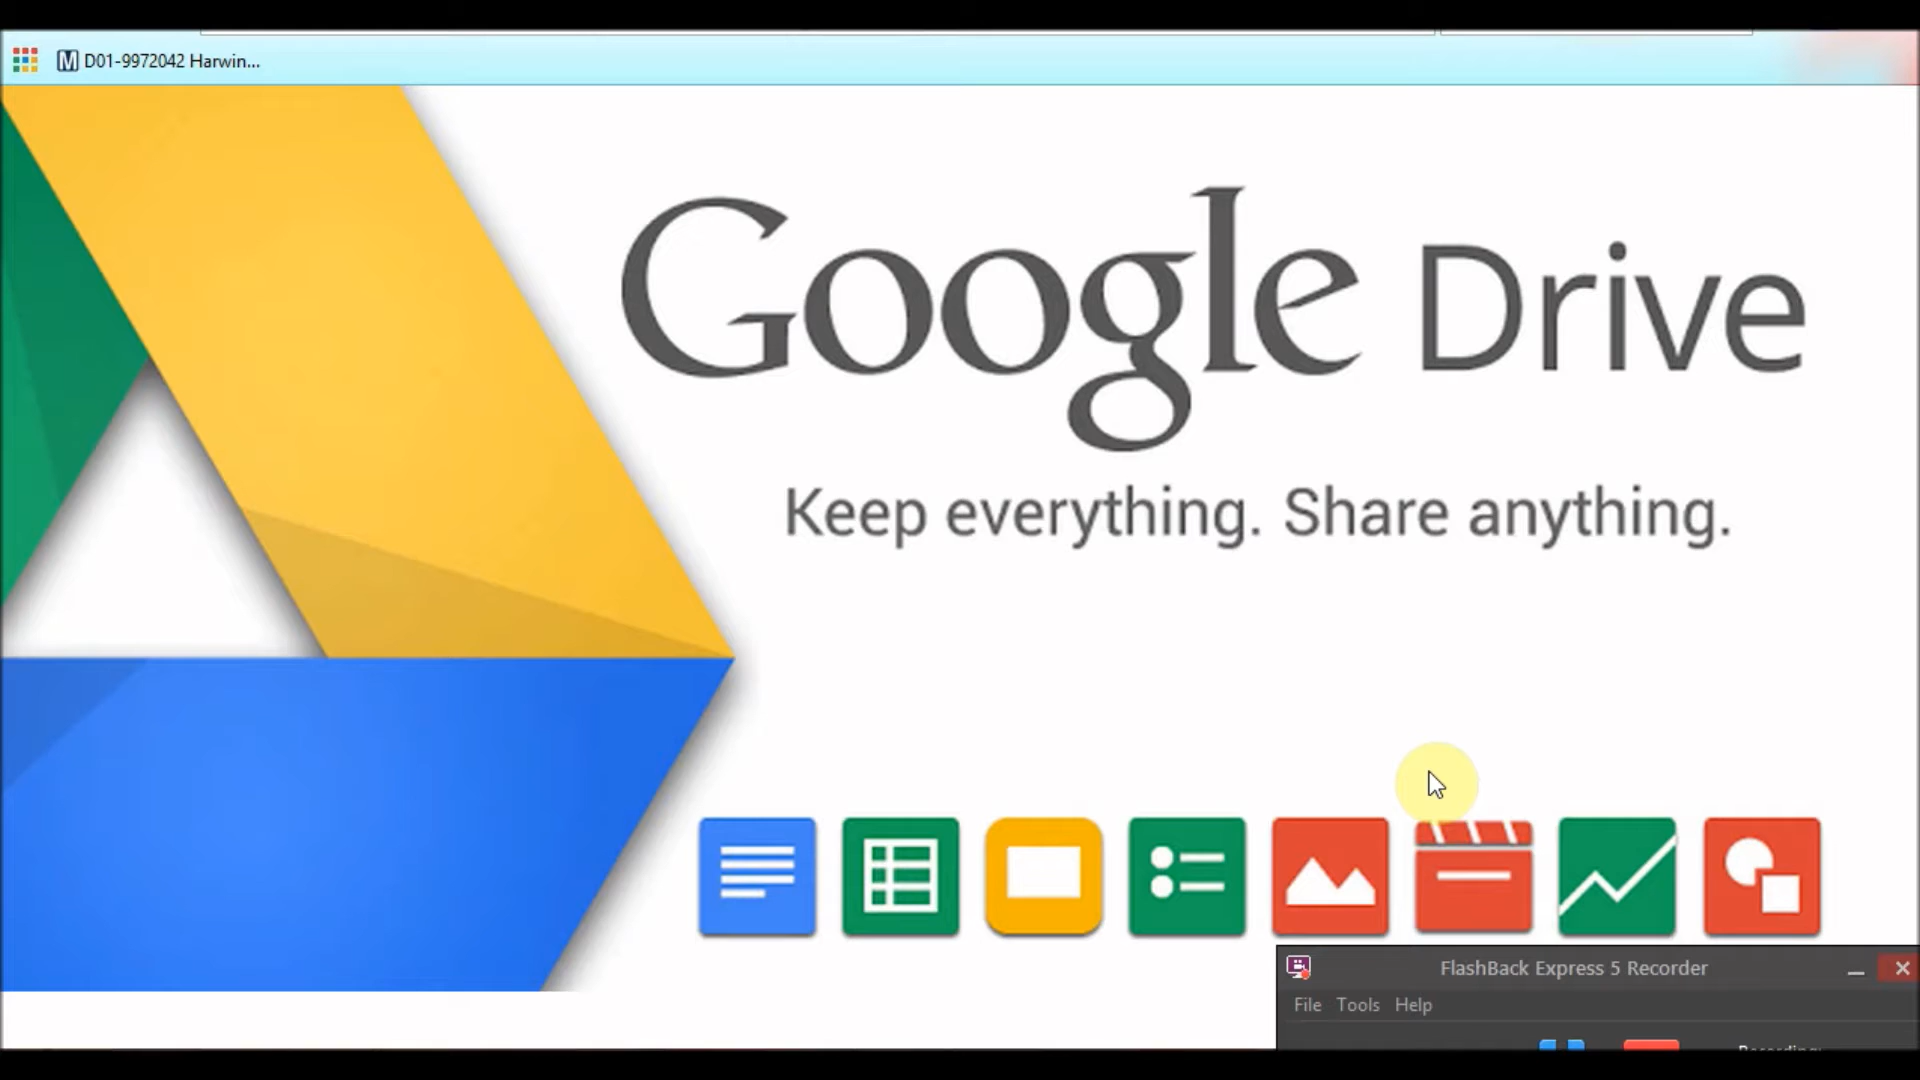 D01-9972042 Harwin...
Google Drive
Keep everything. Share anything.
FlashBack Express 5 Recorder
File Tools Help